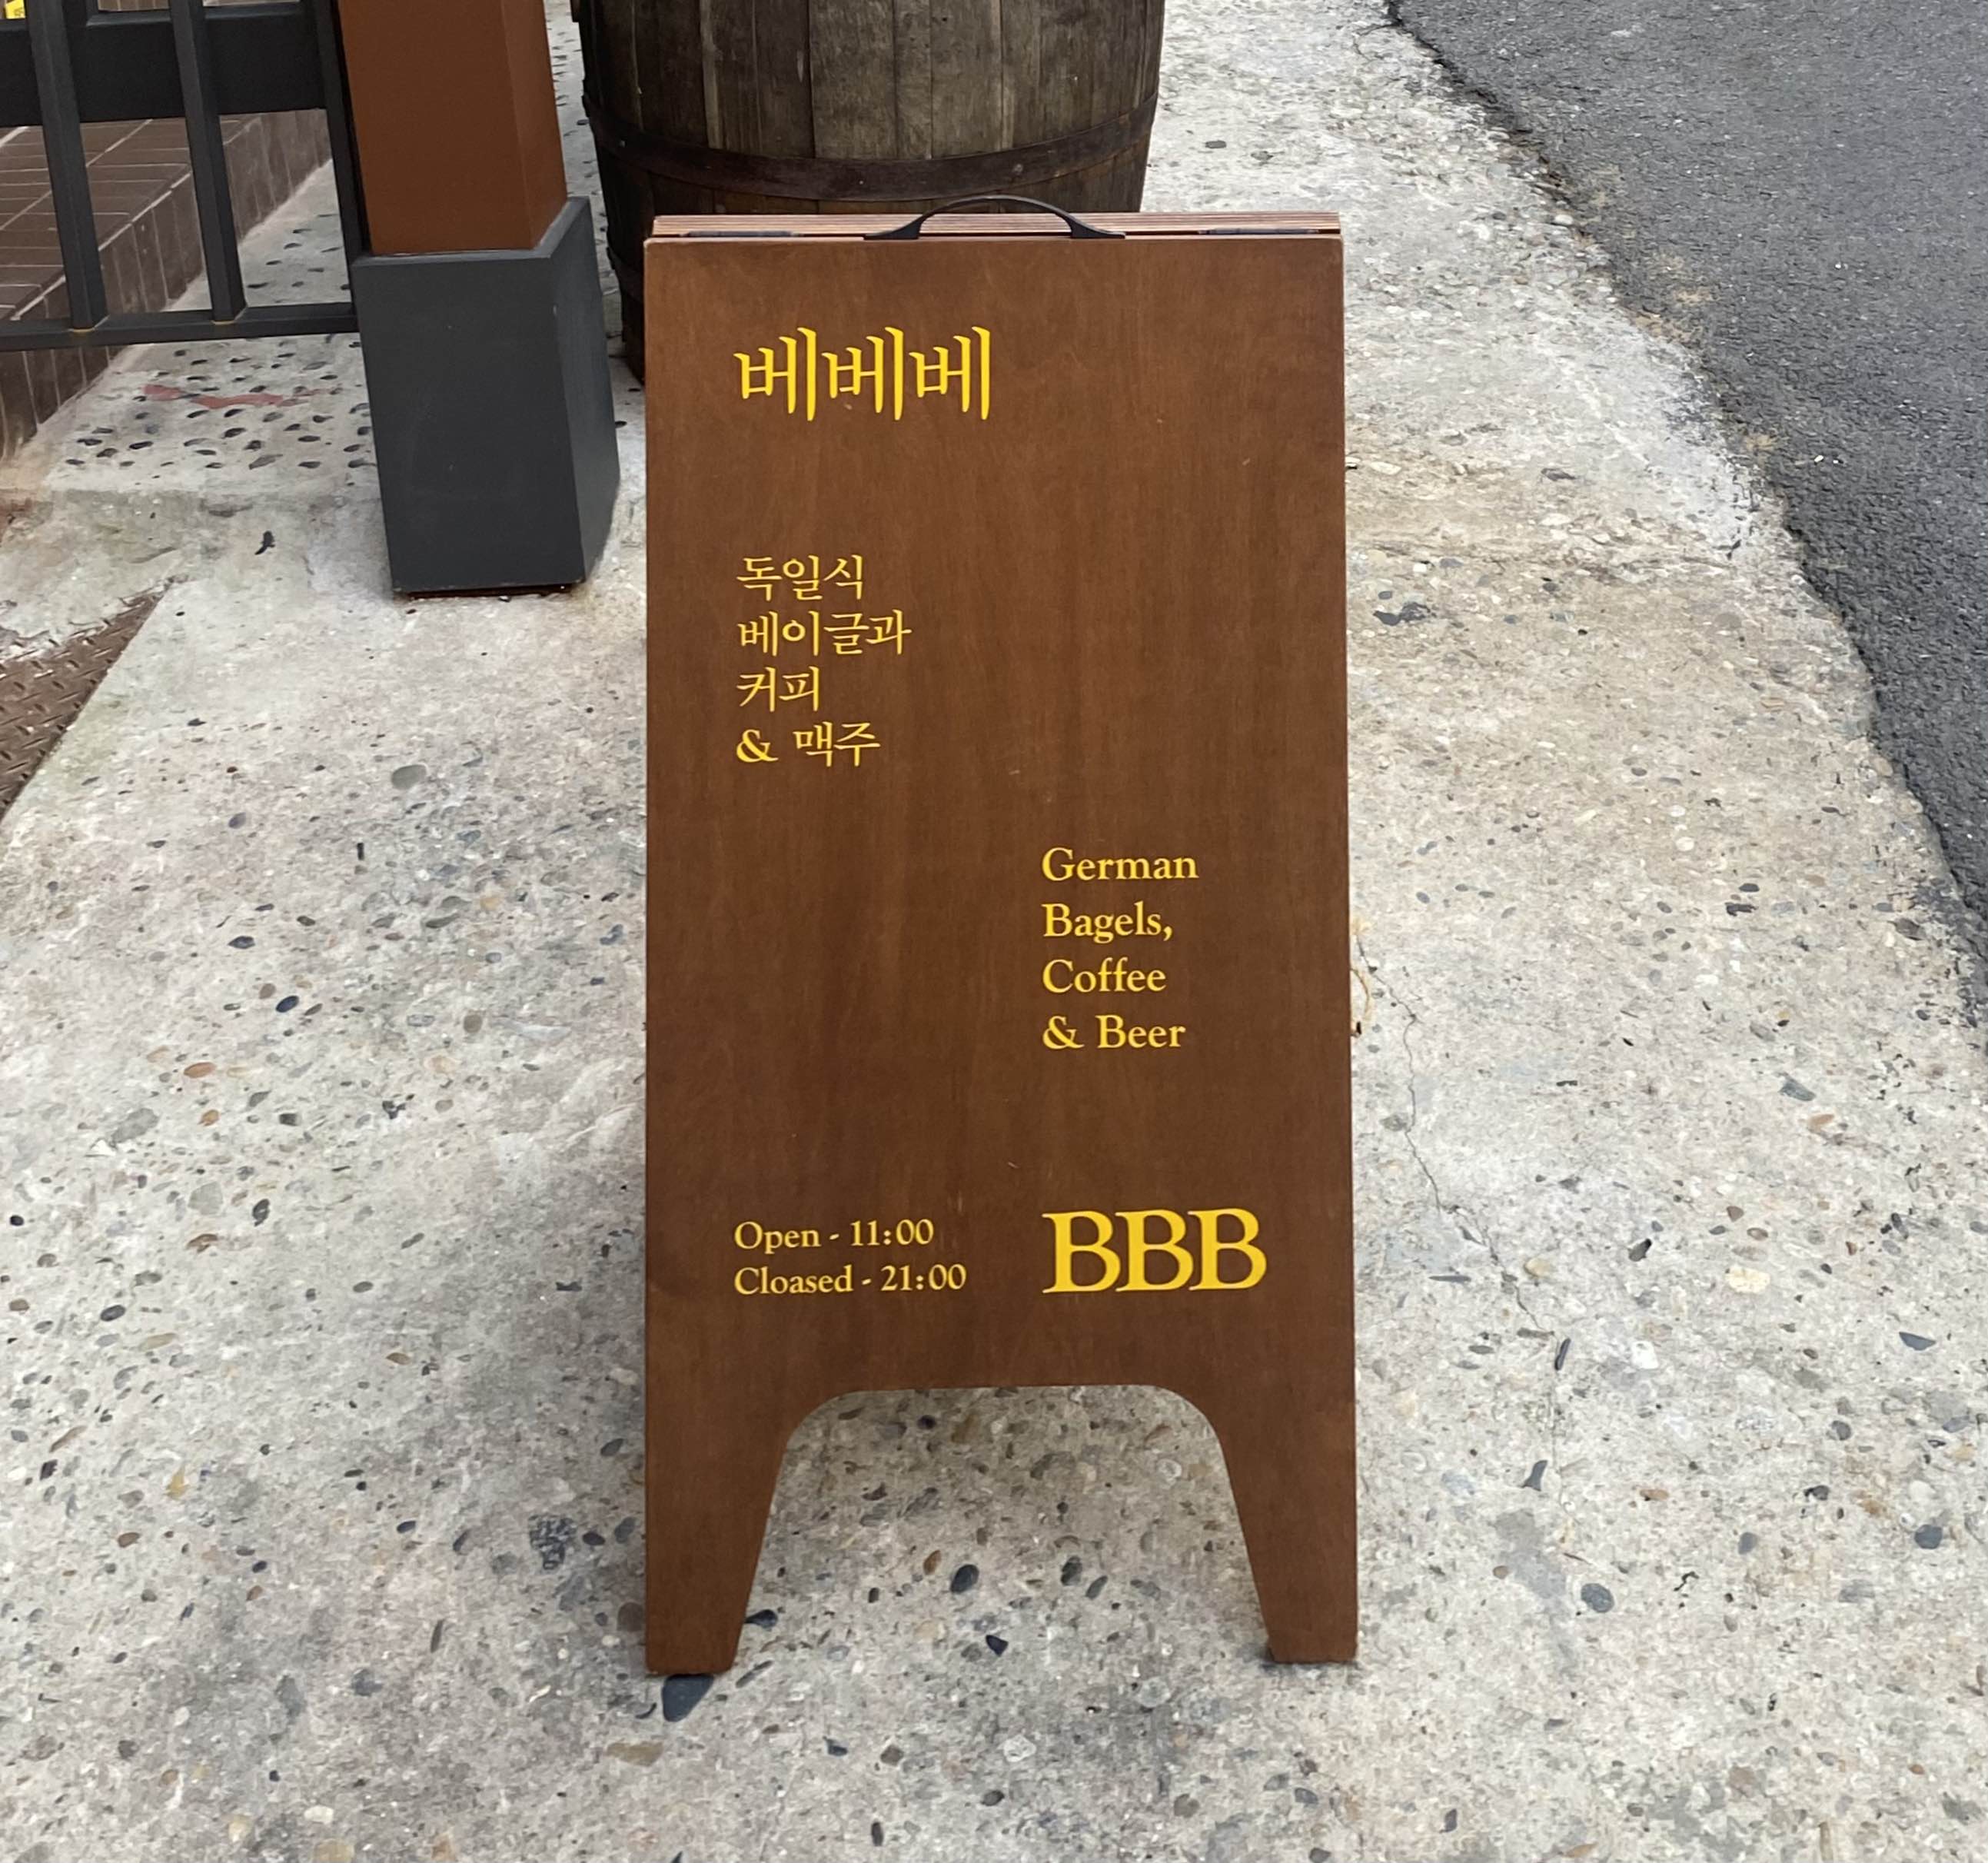 베베베
독일식
베이글과
커피
& 맥주
German
Bagels,
Coffee
& Beer
Open - 11:00
Cloased - 21:00
BBB